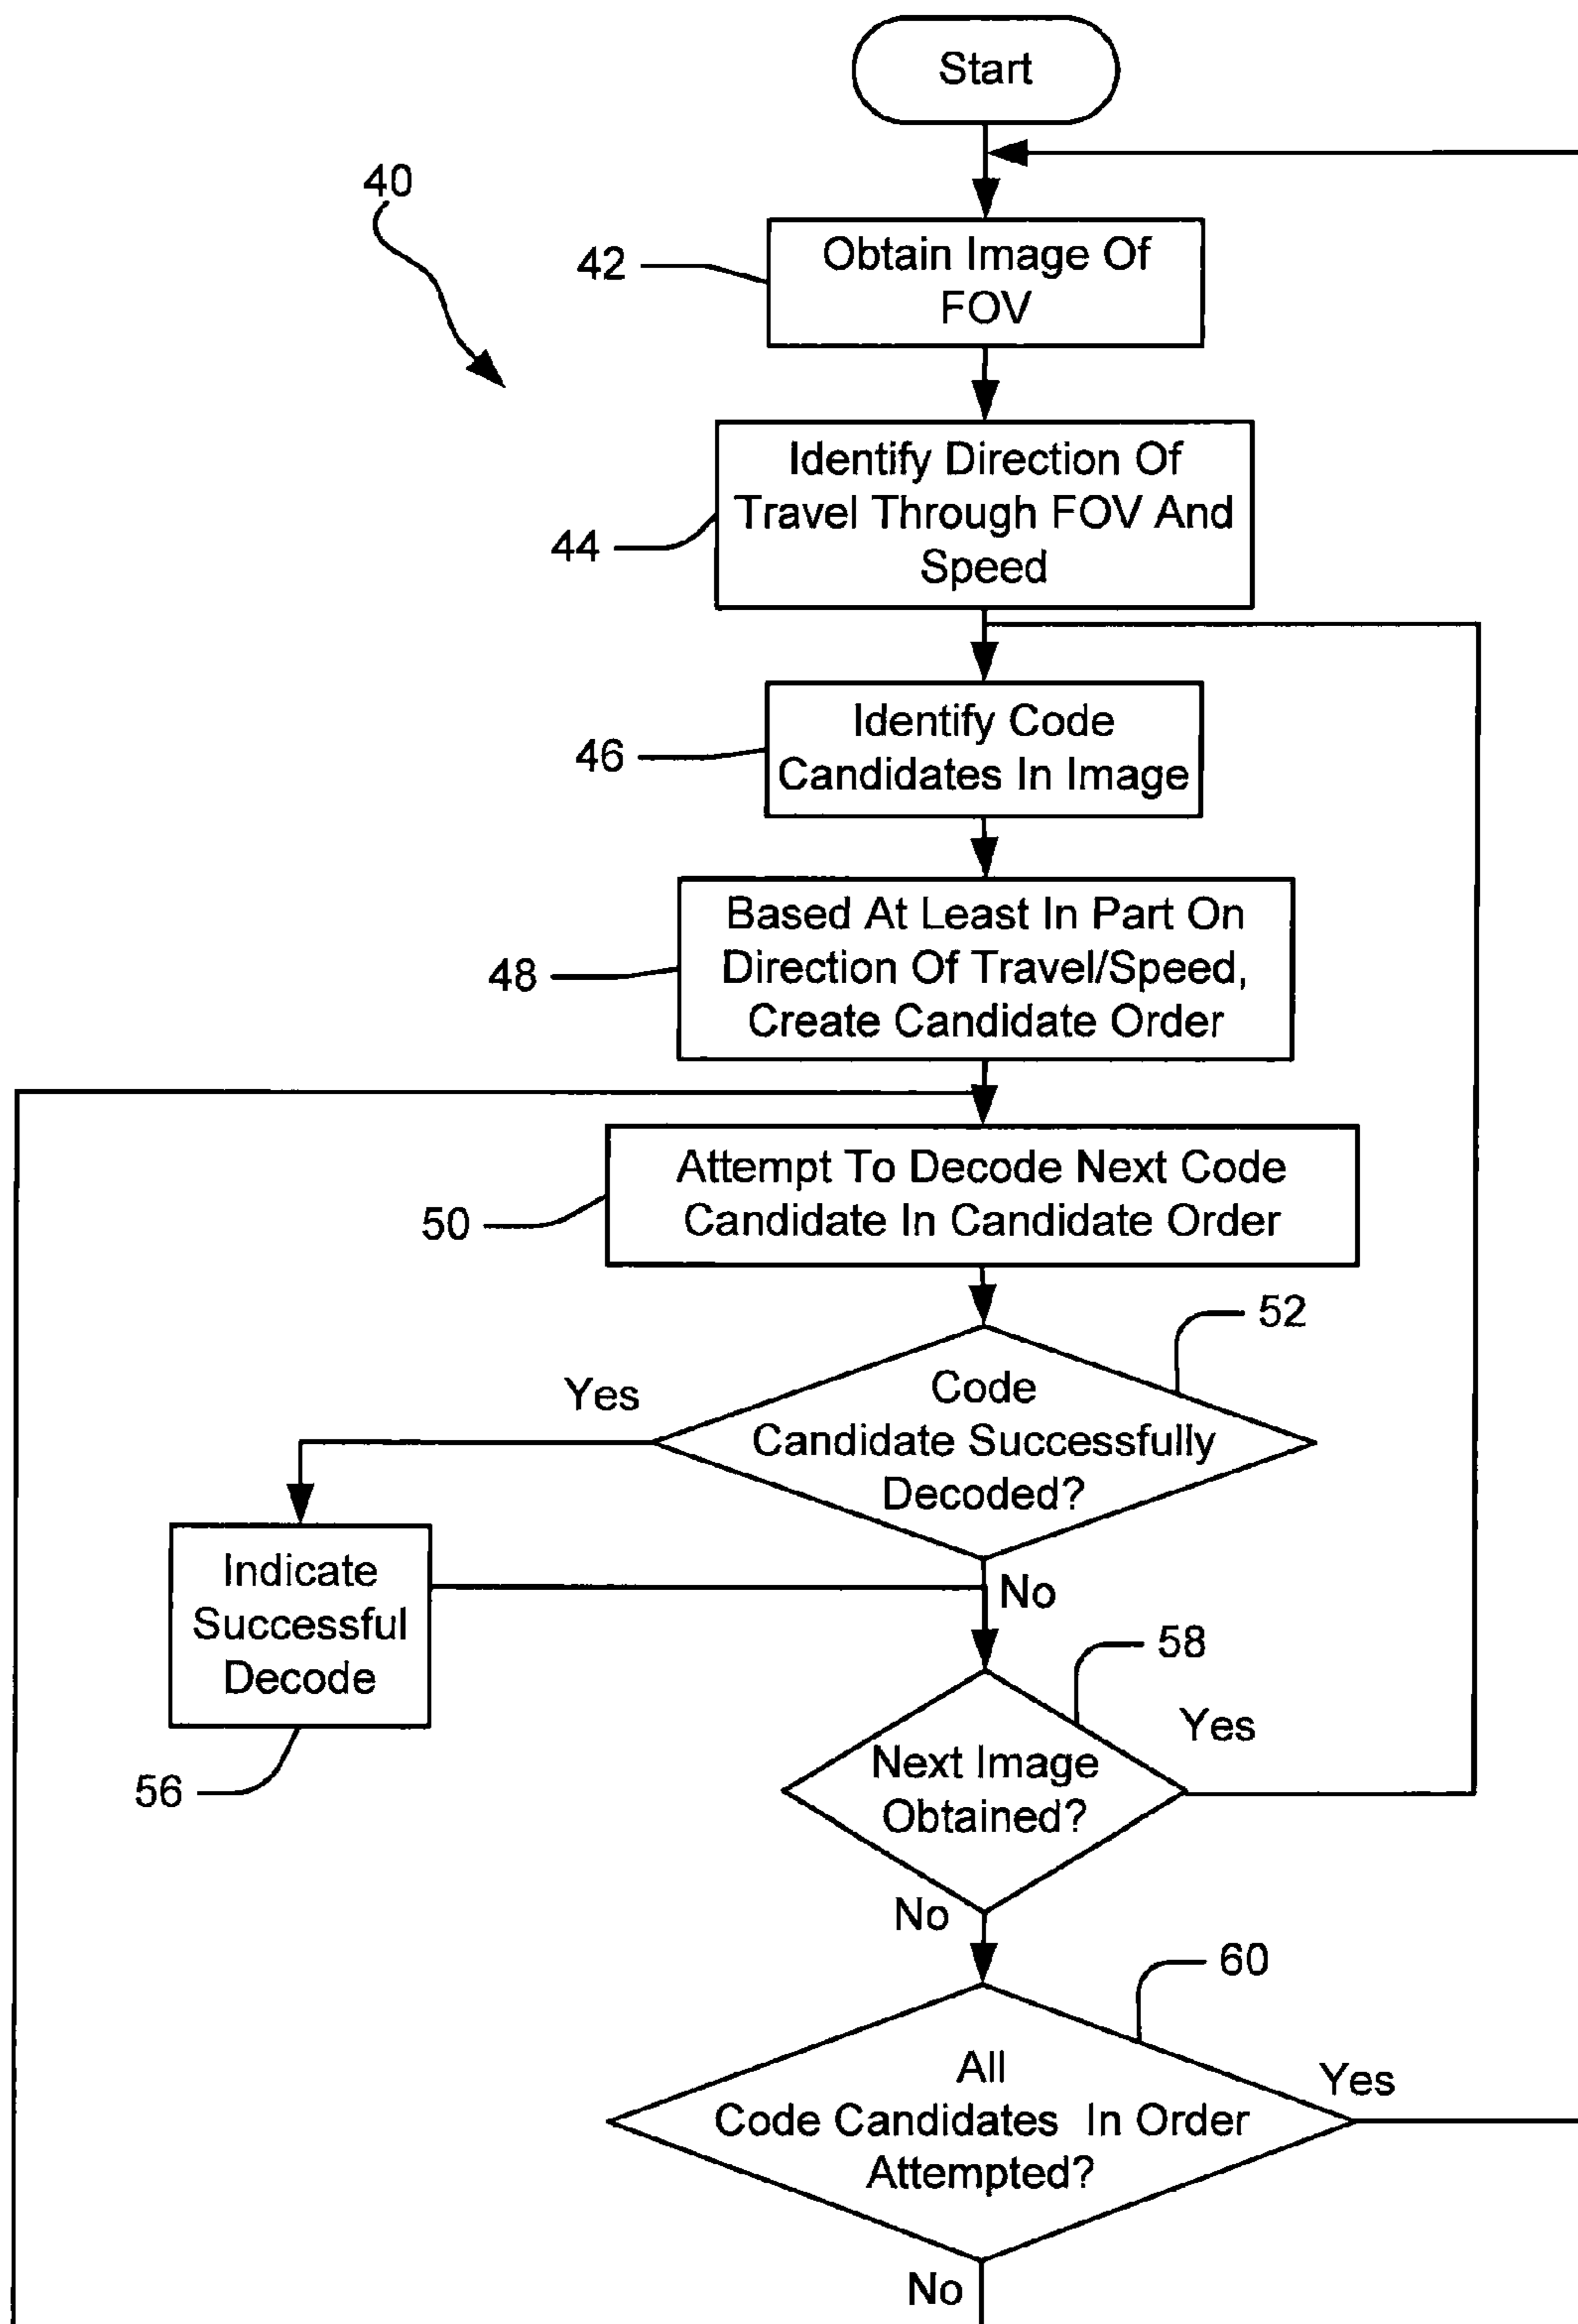 Start
40
42
Obtain Image Of
FOV
44
Identify Direction Of
Travel Through FOV And
Speed
46
Identify Code
Candidates In Image
48
Based At Least In Part On
Direction Of Travel/Speed,
Create Candidate Order
50
Attempt To Decode Next Code
Candidate In Candidate Order
52
Yes
Code
Candidate Successfully
Decoded?
No
Indicate
Successful
Decode
56
58
Yes
Next Image
Obtained?
No
60
Yes
All
Code Candidates In Order
Attempted?
No